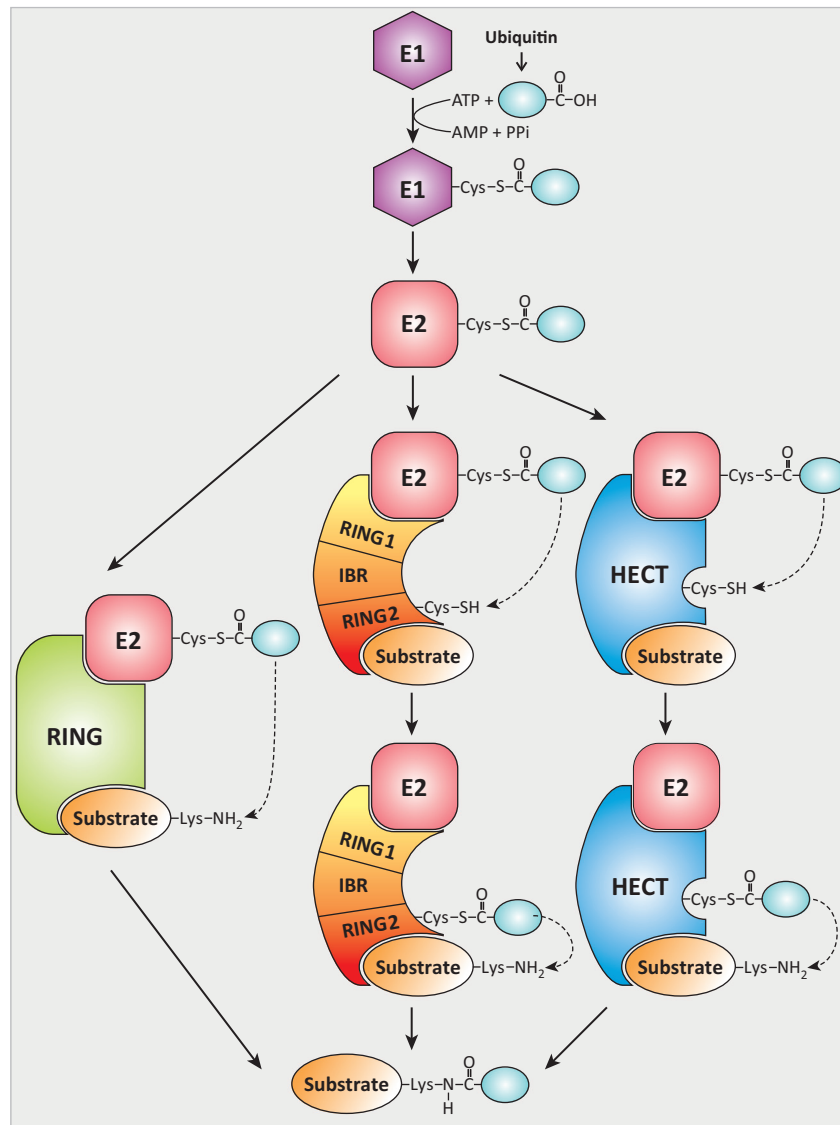 E1
Ubiquitin
ATP +
O
C–OH
AMP + PPi
E1
Cys–S–C
O
E2
Cys–S–C
O
E2
Cys–S–C
O
RING1
IBR
RING2
Cys–SH
Substrate
E2
Cys–S–C
O
HECT
Cys–SH
Substrate
E2
Cys–S–C
O
RING
Substrate
Lys–NH2
E2
RING1
IBR
RING2
Cys–S–C
O
Substrate
Lys–NH2
E2
HECT
Cys–S–C
O
Substrate
Lys–NH2
Substrate
Lys–N–C
O
H